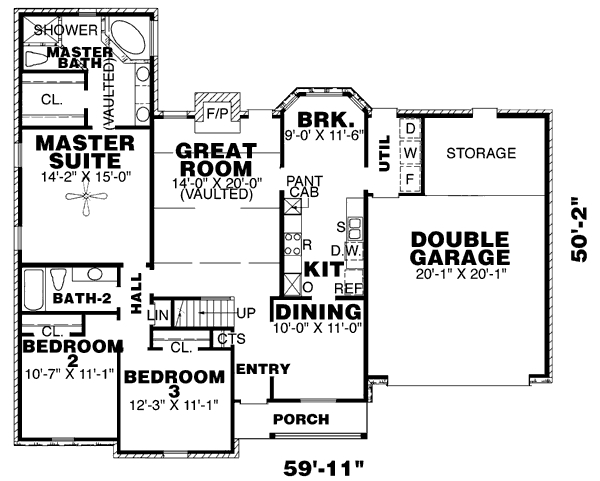 SHOWER
MASTER
BATH
(VAULTED)
CL.
F/P
BRK.
9'-0' X 11'-6"
MASTER
SUITE
14'-2" X 15'-0"
GREAT
ROOM
14'-0" X 20'-0"
(VAULTED)
PANT
CAB
UTIL
D
W
F
STORAGE
S
D.W.
R
KIT
O
REF
DOUBLE
GARAGE
20'-1" X 20'-1"
50'-2"
BATH-2
HALL
LIN
UP
CTS
DINING
10'-0" X 11'-0"
CL.
BEDROOM
2
10'-7" X 11'-1"
CL.
BEDROOM
3
12'-3" X 11'-1"
ENTRY
PORCH
59'-11"